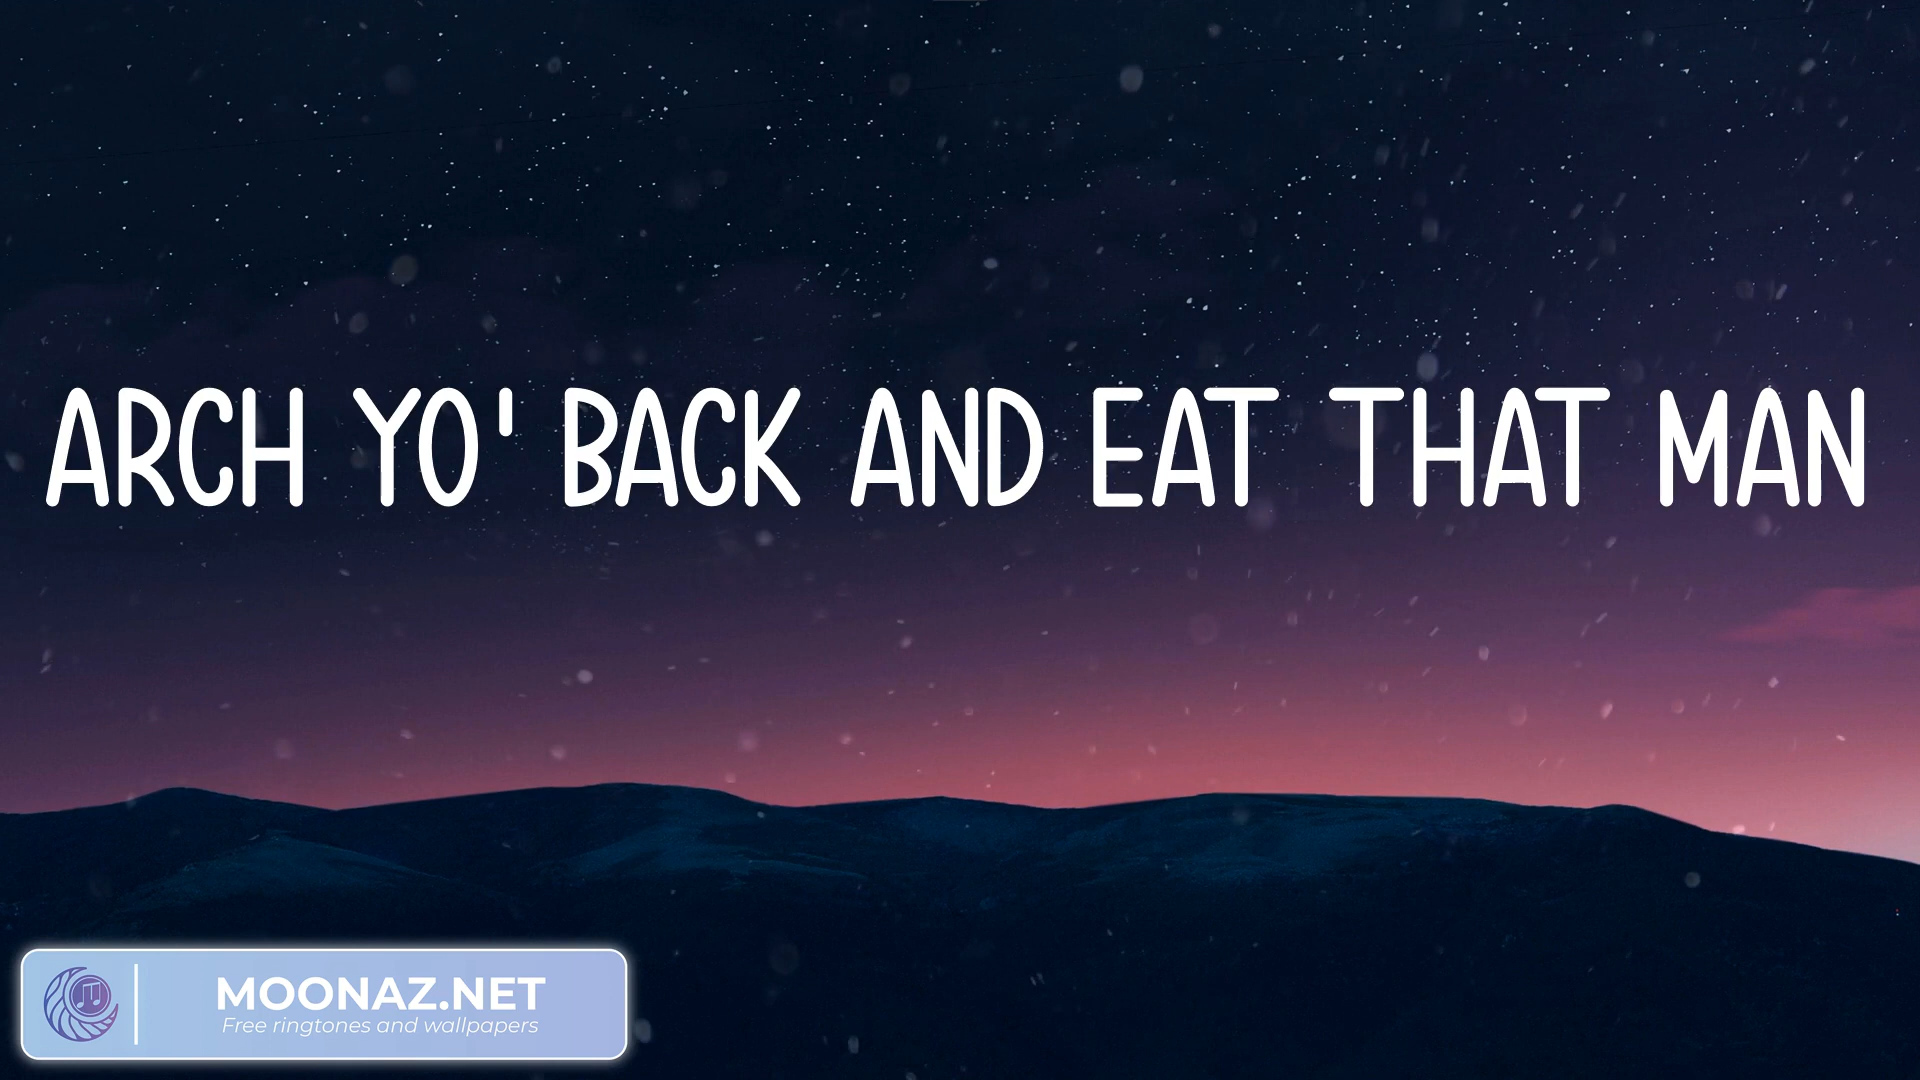 ARCH YO' BACK AND EAT THAT MAN
MOONAZ.NET
Free ringtones and wallpapers